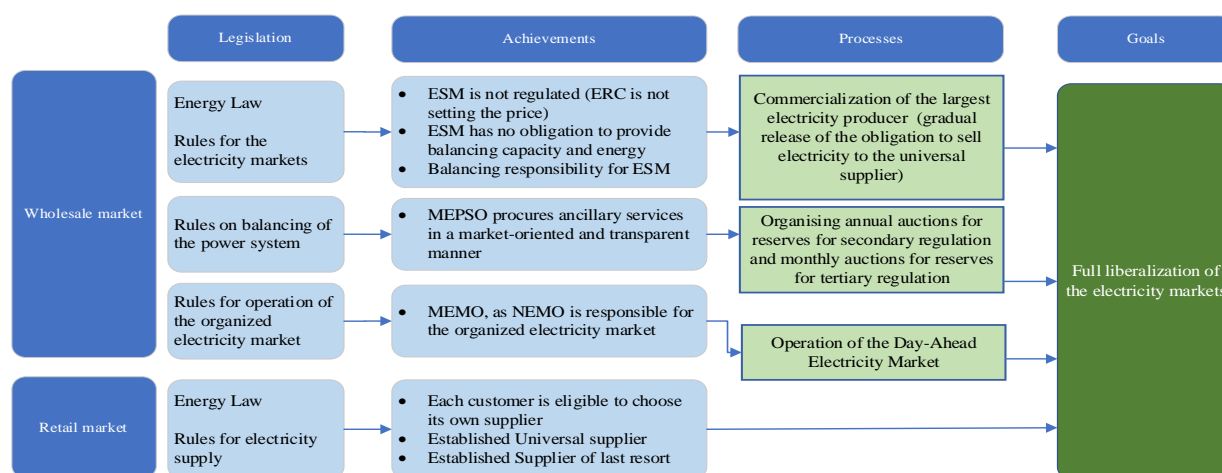 Legislation
Achievements
Processes
Goals
Wholesale market
Energy Law
Rules for the
electricity markets
• ESM is not regulated (ERC is not
setting the price)
• ESM has no obligation to provide
balancing capacity and energy
• Balancing responsibility for ESM
Commercialization of the largest
electricity producer (gradual
release of the obligation to sell
electricity to the universal
supplier)
Rules on balancing of
the power system
• MEPSO procures ancillary services
in a market-oriented and transparent
manner
Organising annual auctions for
reserves for secondary regulation
and monthly auctions for reserves
for tertiary regulation
Rules for operation of
the organized
electricity market
• MEMO, as NEMO is responsible for
the organized electricity market
Operation of the Day-Ahead
Electricity Market
Full liberalization of
the electricity markets
Retail market
Energy Law
Rules for electricity
supply
• Each customer is eligible to choose
its own supplier
• Established Universal supplier
• Established Supplier of last resort